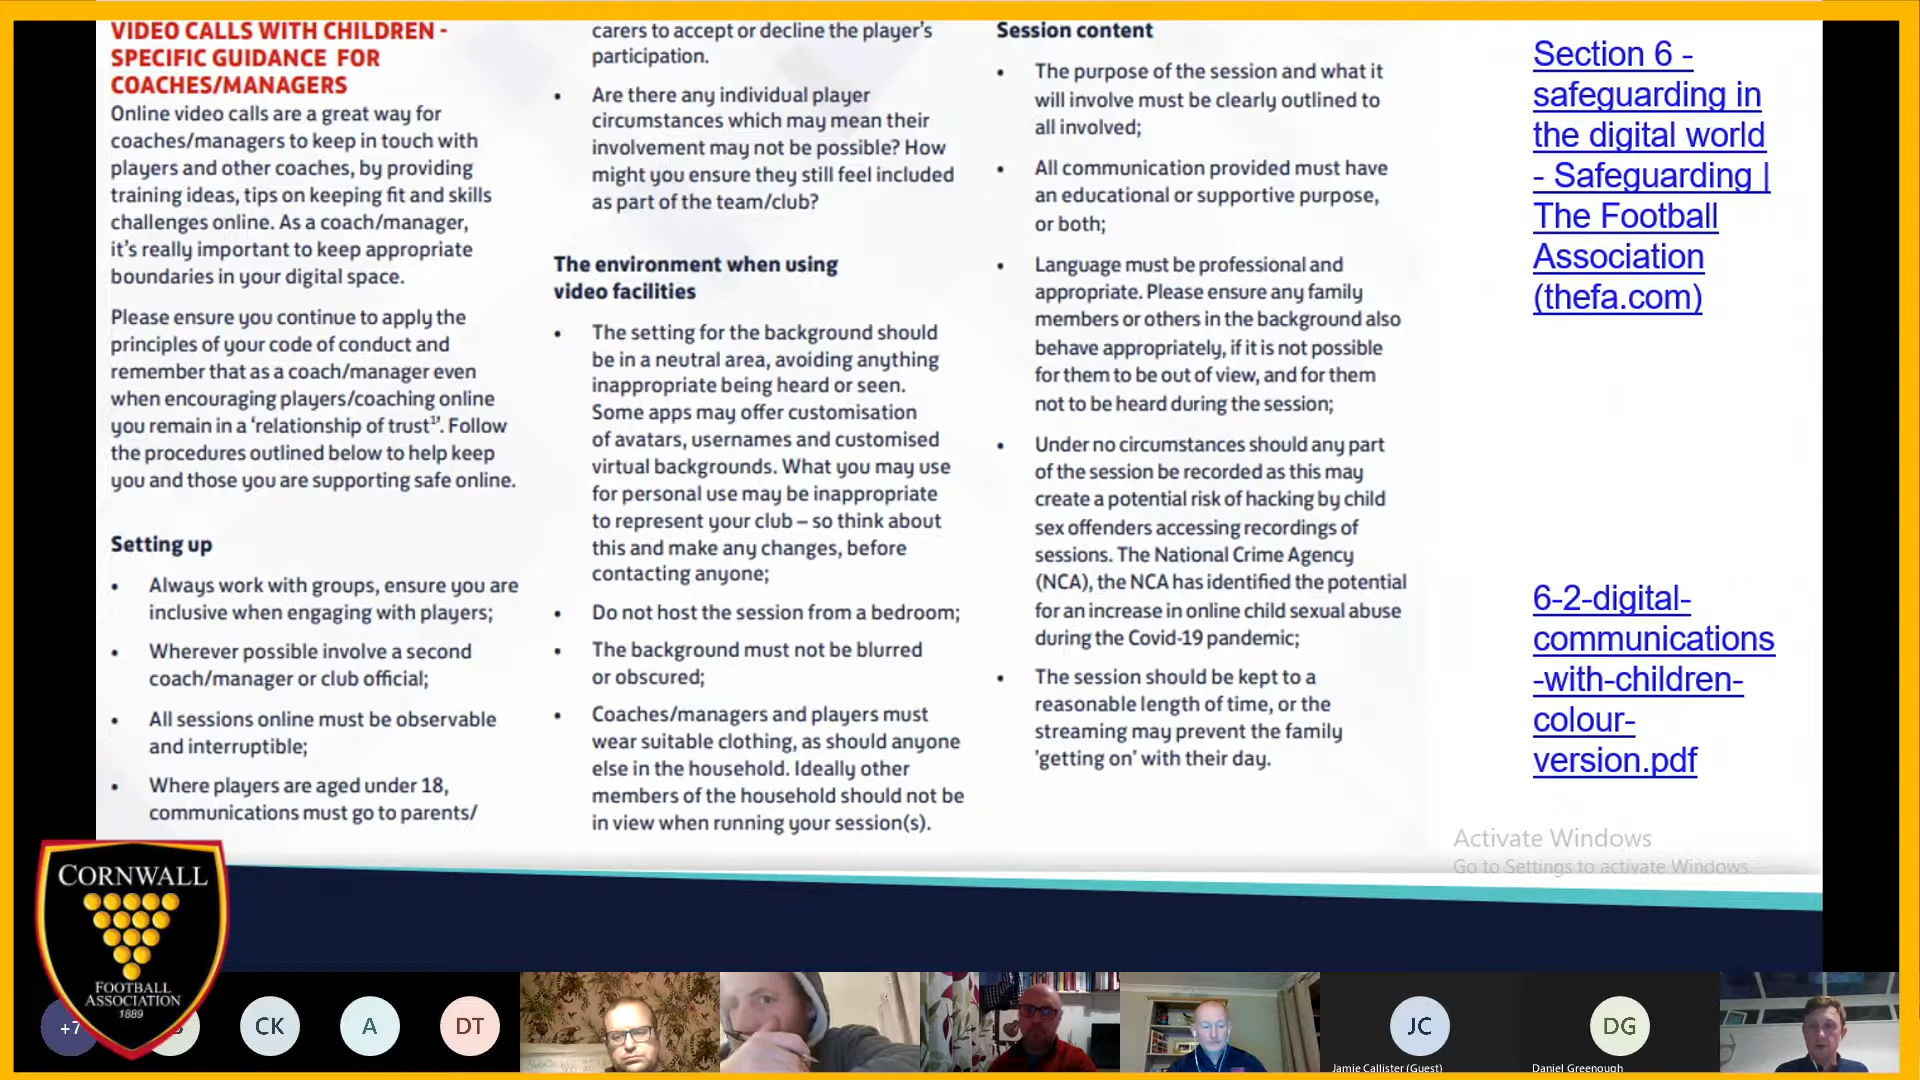 VIDEO CALLS WITH CHILDREN -
SPECIFIC GUIDANCE FOR
COACHES/MANAGERS
Online video calls are a great way for
coaches/managers to keep in touch with
players and other coaches, by providing
training ideas, tips on keeping fit and skills
challenges online. As a coach/manager,
it's really important to keep appropriate
boundaries in your digital space.
Please ensure you continue to apply the
principles of your code of conduct and
remember that as a coach/manager even
when encouraging players/coaching online
you remain in a 'relationship of trust¹'. Follow
the procedures outlined below to help keep
you and those you are supporting safe online.
Setting up
• Always work with groups, ensure you are
inclusive when engaging with players;
• Wherever possible involve a second
coach/manager or club official;
• All sessions online must be observable
and interruptible;
• Where players are aged under 18,
communications must go to parents/
carers to accept or decline the player's
participation.
• Are there any individual player
circumstances which may mean their
involvement may not be possible? How
might you ensure they still feel included
as part of the team/club?
The environment when using
video facilities
• The setting for the background should
be in a neutral area, avoiding anything
inappropriate being heard or seen.
Some apps may offer customisation
of avatars, usernames and customised
virtual backgrounds. What you may use
for personal use may be inappropriate
to represent your club – so think about
this and make any changes, before
contacting anyone;
• Do not host the session from a bedroom;
• The background must not be blurred
or obscured;
• Coaches/managers and players must
wear suitable clothing, as should anyone
else in the household. Ideally other
members of the household should not be
in view when running your session(s).
Session content
• The purpose of the session and what it
will involve must be clearly outlined to
all involved;
• All communication provided must have
an educational or supportive purpose,
or both;
• Language must be professional and
appropriate. Please ensure any family
members or others in the background also
behave appropriately, if it is not possible
for them to be out of view, and for them
not to be heard during the session;
• Under no circumstances should any part
of the session be recorded as this may
create a potential risk of hacking by child
sex offenders accessing recordings of
sessions. The National Crime Agency
(NCA), the NCA has identified the potential
for an increase in online child sexual abuse
during the Covid-19 pandemic;
• The session should be kept to a
reasonable length of time, or the
streaming may prevent the family
'getting on' with their day.
Section 6 -
safeguarding in
the digital world
- Safeguarding |
The Football
Association
(thefa.com)
6-2-digital-
communications
-with-children-
colour-
version.pdf
Activate Windows
Go to Settings to activate Windows.
CORNWALL
FOOTBALL
ASSOCIATION
1889
+7
CK
A
DT
JC
Jamie Callister (Guest)
DG
Daniel Greenough